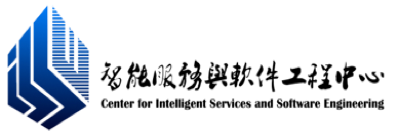 智能服務與軟件工程中心
Center for Intelligent Services and Software Engineering